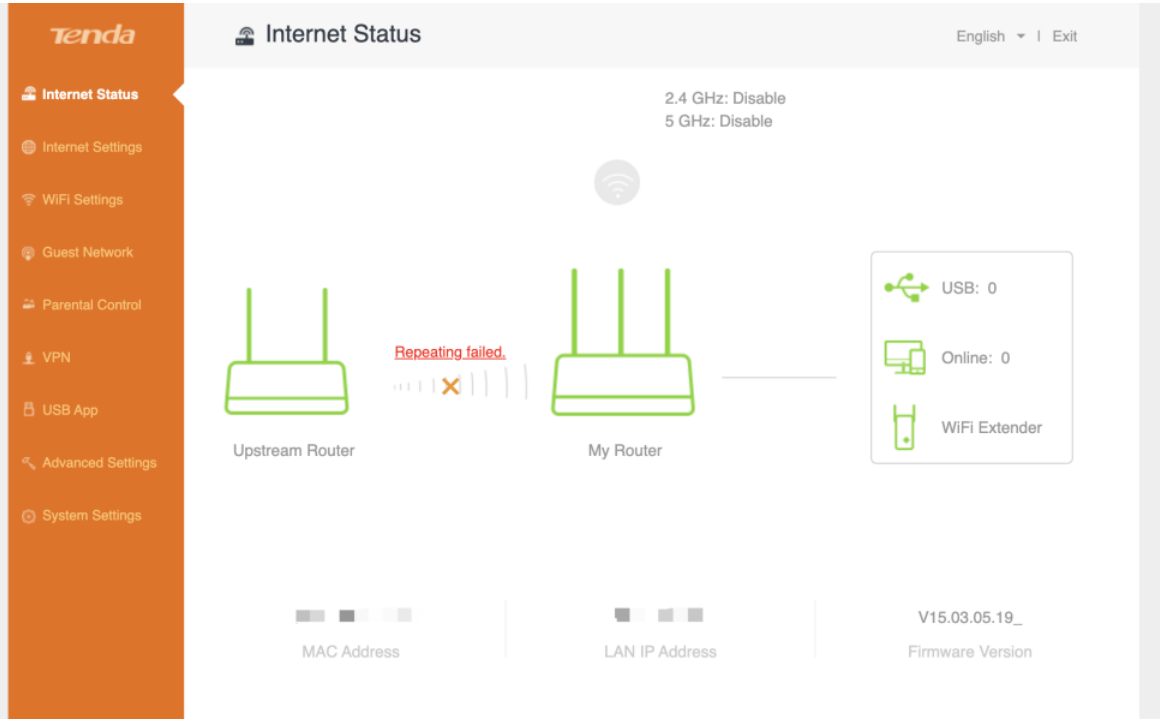 Tenda
Internet Status
English | Exit
Internet Status
Internet Settings
WiFi Settings
Guest Network
Parental Control
VPN
USB App
Advanced Settings
System Settings
2.4 GHz: Disable
5 GHz: Disable
Repeating failed.
Upstream Router
My Router
USB: 0
Online: 0
WiFi Extender
MAC Address
LAN IP Address
V15.03.05.19_
Firmware Version